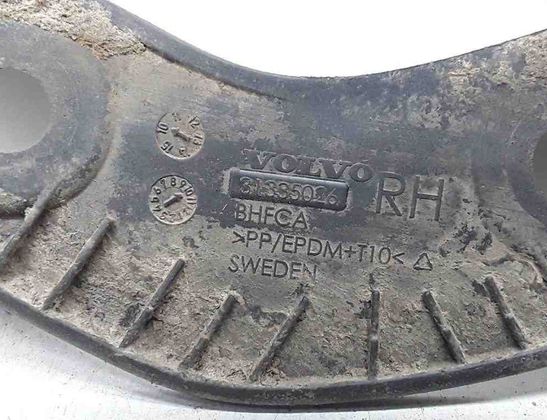 VOLVO
31385026 RH
BHFCA
>PP/EPDM+T10<
SWEDEN